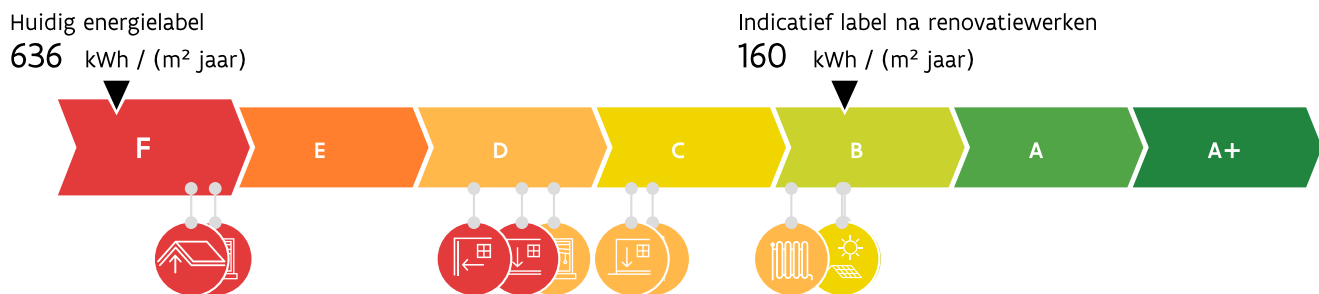 Huidig energielabel
636 kWh / (m² jaar)
Indicatief label na renovatiewerken
160 kWh / (m² jaar)
F E D C B A A+